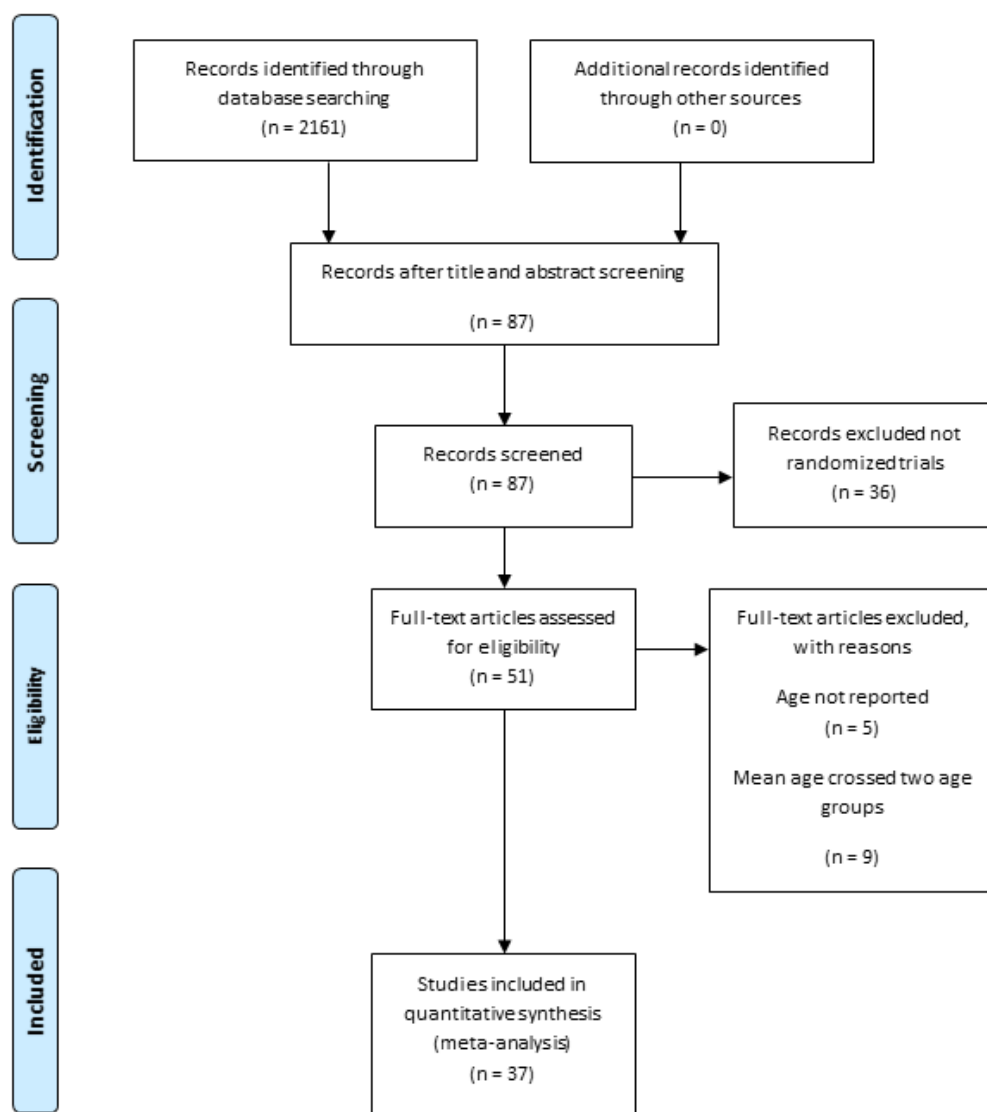 Identification
Records identified through
database searching
(n = 2161)
Additional records identified
through other sources
(n = 0)
Records after title and abstract screening
(n = 87)
Screening
Records screened
(n = 87)
Records excluded not
randomized trials
(n = 36)
Eligibility
Full-text articles assessed
for eligibility
(n = 51)
Full-text articles excluded,
with reasons
Age not reported
(n = 5)
Mean age crossed two age
groups
(n = 9)
Included
Studies included in
quantitative synthesis
(meta-analysis)
(n = 37)